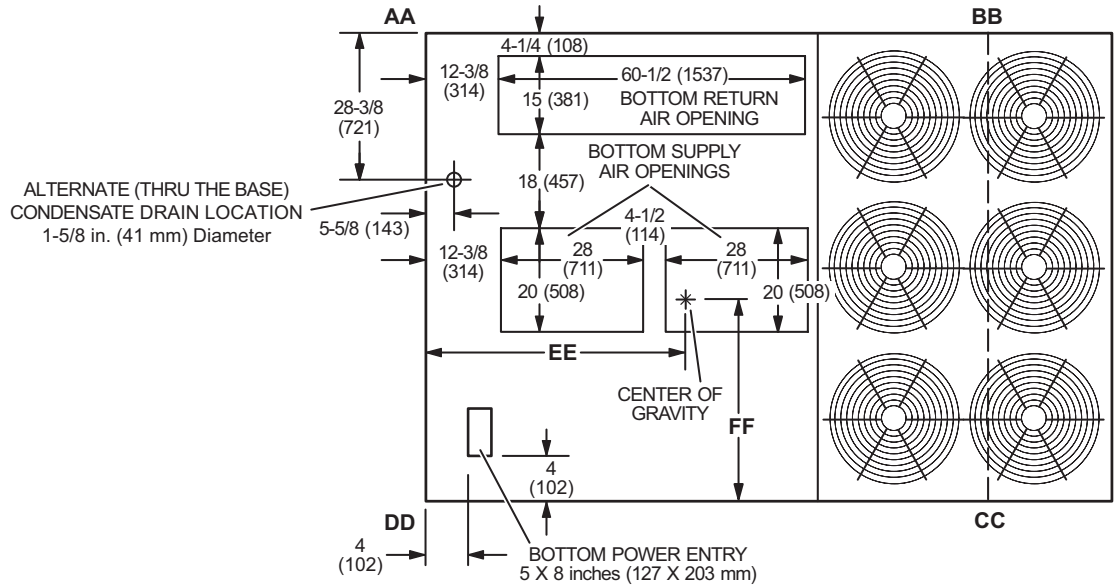 AA
BB
4-1/4 (108)
12-3/8
(314)
60-1/2 (1537)
15 (381)
BOTTOM RETURN
AIR OPENING
28-3/8
(721)
BOTTOM SUPPLY
AIR OPENINGS
18 (457)
ALTERNATE (THRU THE BASE)
CONDENSATE DRAIN LOCATION
1-5/8 in. (41 mm) Diameter
5-5/8 (143)
4-1/2
(114)
12-3/8
(314)
28
(711)
28
(711)
20 (508)
20 (508)
EE
CENTER OF
GRAVITY
FF
4
(102)
DD
CC
4
(102)
BOTTOM POWER ENTRY
5 X 8 inches (127 X 203 mm)